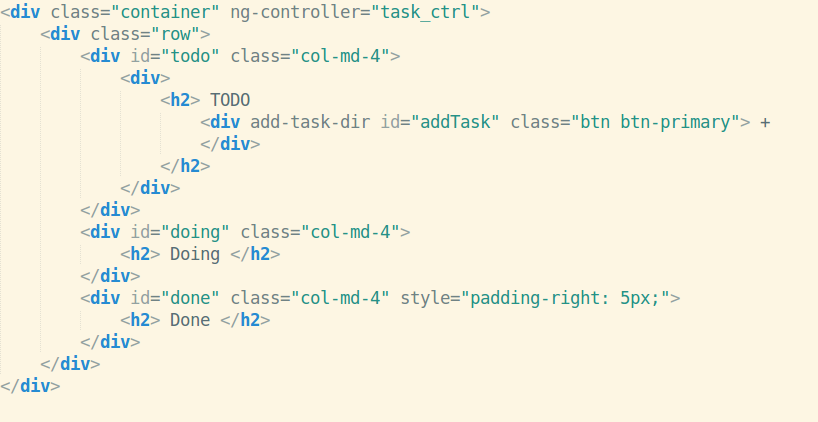 <div class="container" ng-controller="task_ctrl">
    <div class="row">
        <div id="todo" class="col-md-4">
            <div>
                <h2> TODO
                    <div add-task-dir id="addTask" class="btn btn-primary"> +
                    </div>
                </h2>
            </div>
        </div>
        <div id="doing" class="col-md-4">
            <h2> Doing </h2>
        </div>
        <div id="done" class="col-md-4" style="padding-right: 5px;">
            <h2> Done </h2>
        </div>
    </div>
</div>